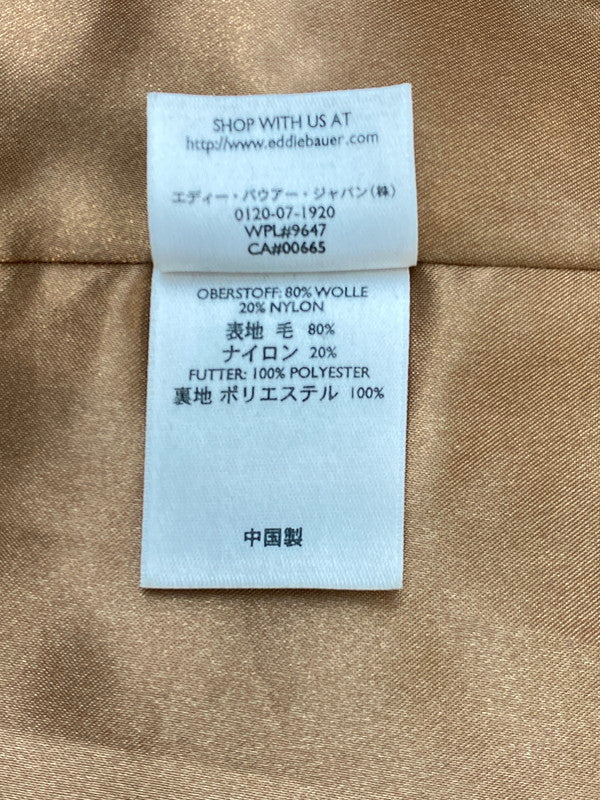 SHOP WITH US AT
http://www.eddiebauer.com
エディー・バウアー・ジャパン(株)
0120-07-1920
WPL#9647
CA#00665
OBERSTOFF: 80% WOLLE
20% NYLON
表地 毛 80%
ナイロン 20%
FUTTER: 100% POLYESTER
裏地 ポリエステル 100%
中国製